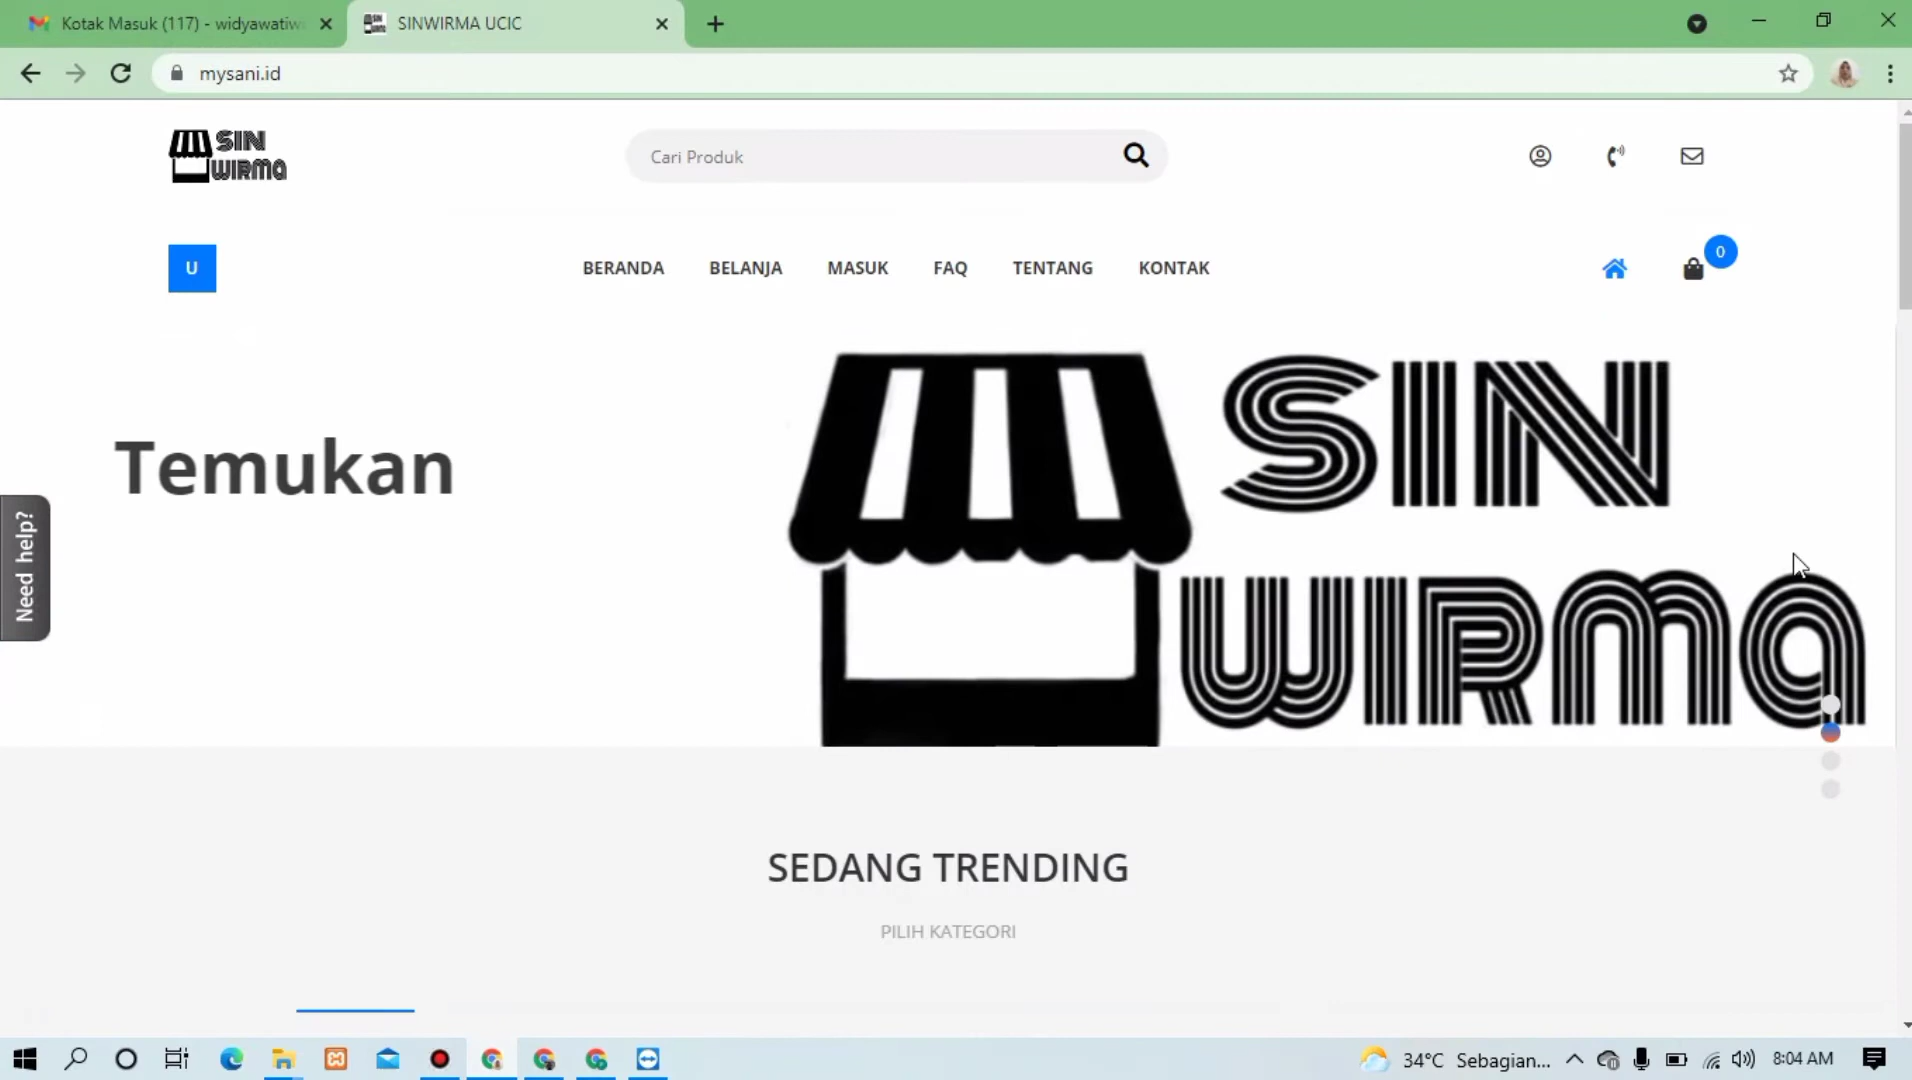 Kotak Masuk (117) - widyawatiw
SINWIRMA UCIC
mysani.id
SIN
WIRMA
Cari Produk
U
BERANDA
BELANJA
MASUK
FAQ
TENTANG
KONTAK
0
Temukan
SIN
WIRMA
Need help?
SEDANG TRENDING
PILIH KATEGORI
34°C Sebagian...
8:04 AM